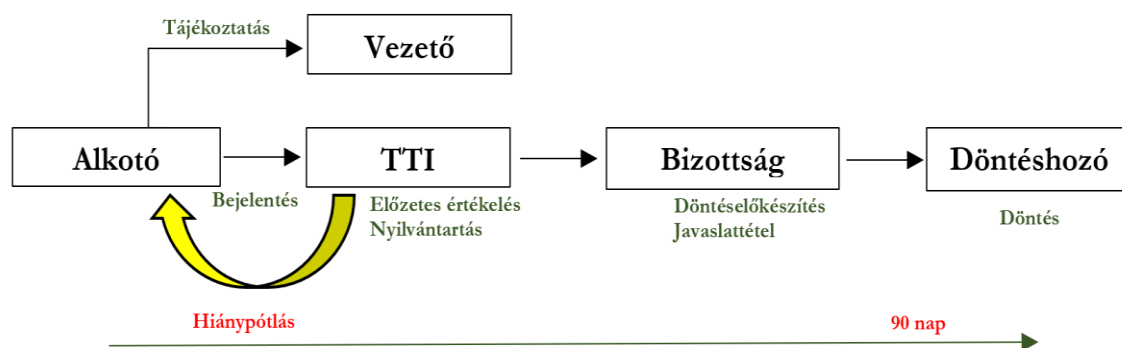 Tájékoztatás
Vezető
Alkotó
TTI
Bizottság
Döntéshozó
Bejelentés
Előzetes értékelés
Nyilvántartás
Döntéselőkészítés
Javaslattétel
Döntés
Hiánypótlás
90 nap